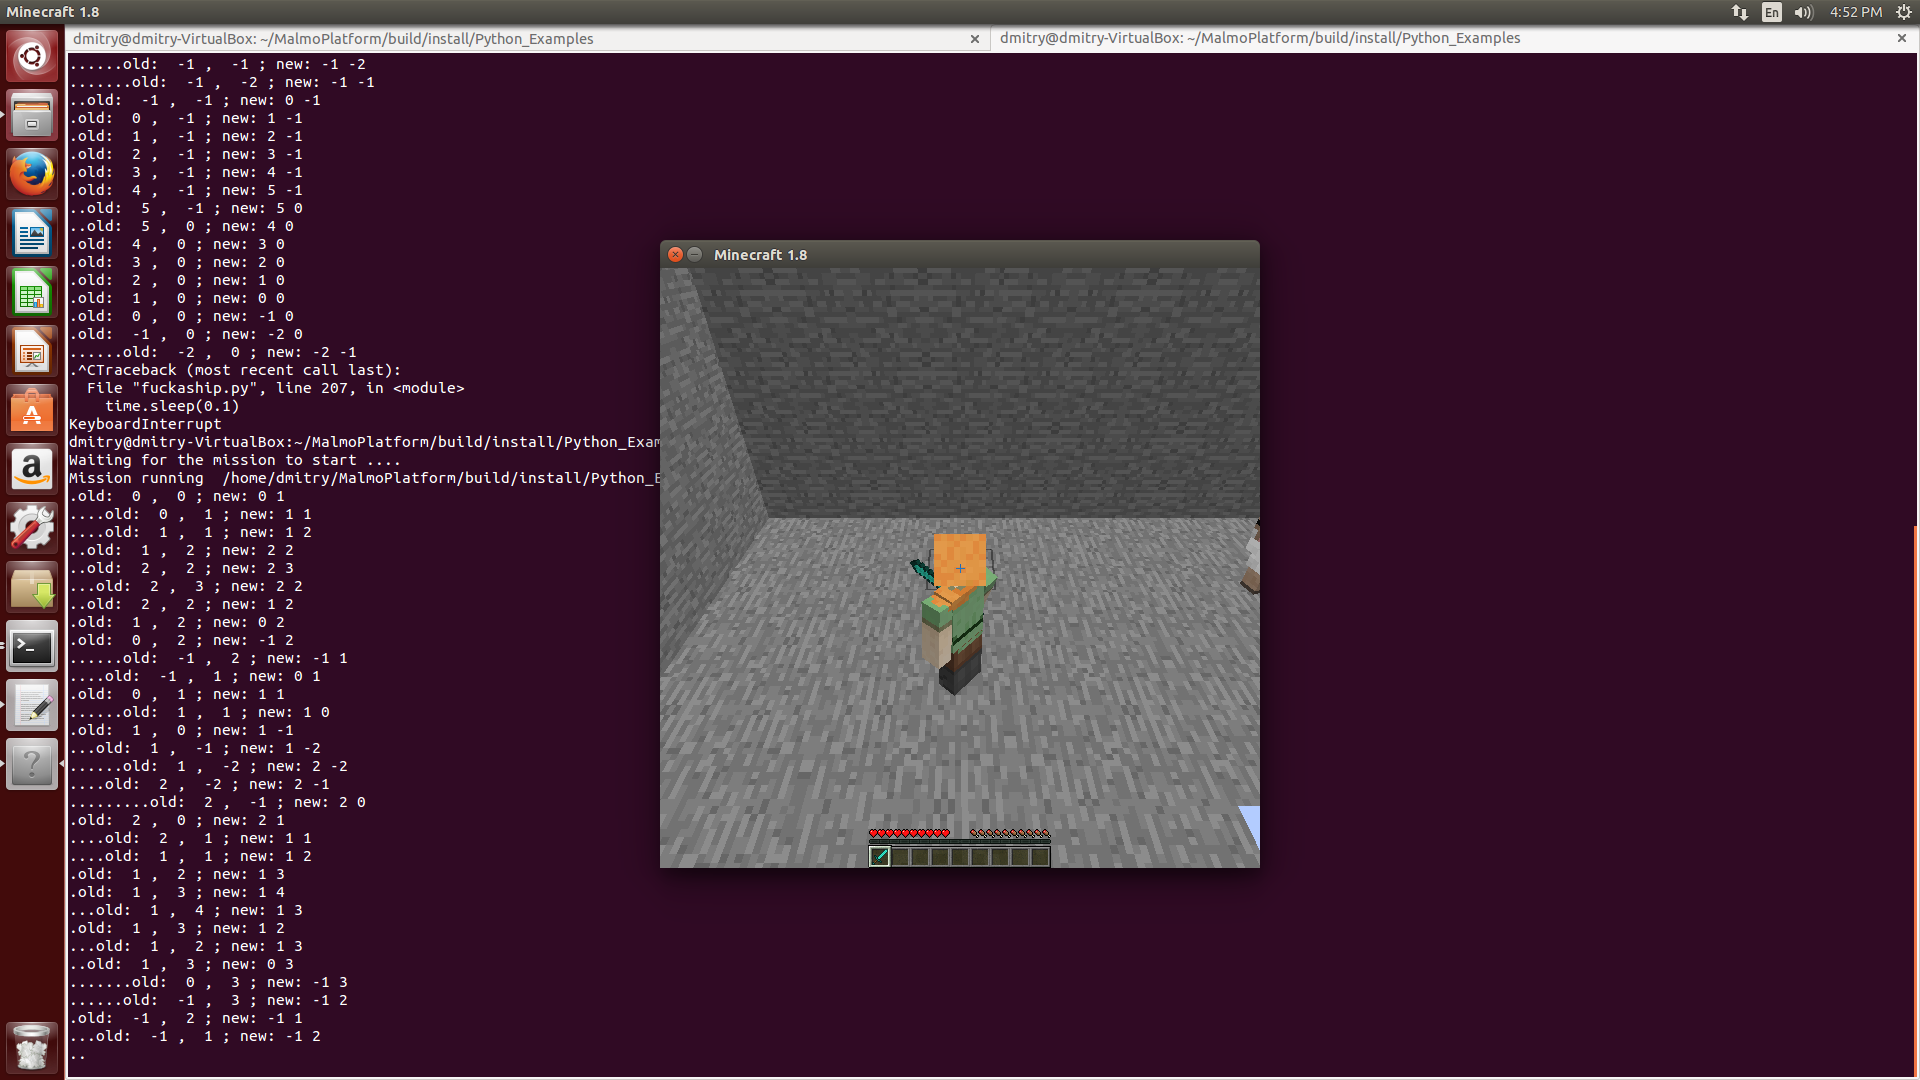 Minecraft 1.8
En
4:52 PM
dmitry@dmitry-VirtualBox: ~/MalmoPlatform/build/install/Python_Examples
dmitry@dmitry-VirtualBox: ~/MalmoPlatform/build/install/Python_Examples
......old:  -1 ,  -1 ; new: -1 -2
.......old:  -1 ,  -2 ; new: -1 -1
..old:  -1 ,  -1 ; new: 0 -1
.old:  0 ,  -1 ; new: 1 -1
.old:  1 ,  -1 ; new: 2 -1
.old:  2 ,  -1 ; new: 3 -1
.old:  3 ,  -1 ; new: 4 -1
.old:  4 ,  -1 ; new: 5 -1
..old:  5 ,  -1 ; new: 5 0
..old:  5 ,  0 ; new: 4 0
.old:  4 ,  0 ; new: 3 0
.old:  3 ,  0 ; new: 2 0
.old:  2 ,  0 ; new: 1 0
.old:  1 ,  0 ; new: 0 0
.old:  0 ,  0 ; new: -1 0
.old:  -1 ,  0 ; new: -2 0
......old:  -2 ,  0 ; new: -2 -1
.^CTraceback (most recent call last):
  File "fuckaship.py", line 207, in <module>
    time.sleep(0.1)
KeyboardInterrupt
dmitry@dmitry-VirtualBox:~/MalmoPlatform/build/install/Python_Exam
Waiting for the mission to start ....
Mission running  /home/dmitry/MalmoPlatform/build/install/Python_E
.old:  0 ,  0 ; new: 0 1
....old:  0 ,  1 ; new: 1 1
....old:  1 ,  1 ; new: 1 2
..old:  1 ,  2 ; new: 2 2
..old:  2 ,  2 ; new: 2 3
...old:  2 ,  3 ; new: 2 2
..old:  2 ,  2 ; new: 1 2
.old:  1 ,  2 ; new: 0 2
.old:  0 ,  2 ; new: -1 2
......old:  -1 ,  2 ; new: -1 1
....old:  -1 ,  1 ; new: 0 1
.old:  0 ,  1 ; new: 1 1
......old:  1 ,  1 ; new: 1 0
.old:  1 ,  0 ; new: 1 -1
...old:  1 ,  -1 ; new: 1 -2
......old:  1 ,  -2 ; new: 2 -2
....old:  2 ,  -2 ; new: 2 -1
.........old:  2 ,  -1 ; new: 2 0
.old:  2 ,  0 ; new: 2 1
....old:  2 ,  1 ; new: 1 1
....old:  1 ,  1 ; new: 1 2
.old:  1 ,  2 ; new: 1 3
.old:  1 ,  3 ; new: 1 4
...old:  1 ,  4 ; new: 1 3
.old:  1 ,  3 ; new: 1 2
...old:  1 ,  2 ; new: 1 3
..old:  1 ,  3 ; new: 0 3
.......old:  0 ,  3 ; new: -1 3
......old:  -1 ,  3 ; new: -1 2
.old:  -1 ,  2 ; new: -1 1
...old:  -1 ,  1 ; new: -1 2
..
Minecraft 1.8